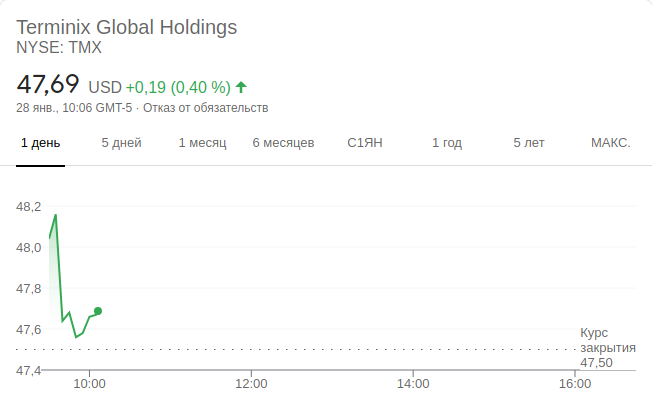 Terminix Global Holdings
NYSE: TMX
47,69 USD +0,19 (0,40 %)
28 янв., 10:06 GMT-5 · Отказ от обязательств
1 день 5 дней 1 месяц 6 месяцев С1ЯН 1 год 5 лет МАКС.
48,2
48,0
47,8
47,6
47,4
Курс
закрытия
47,50
10:00 12:00 14:00 16:00